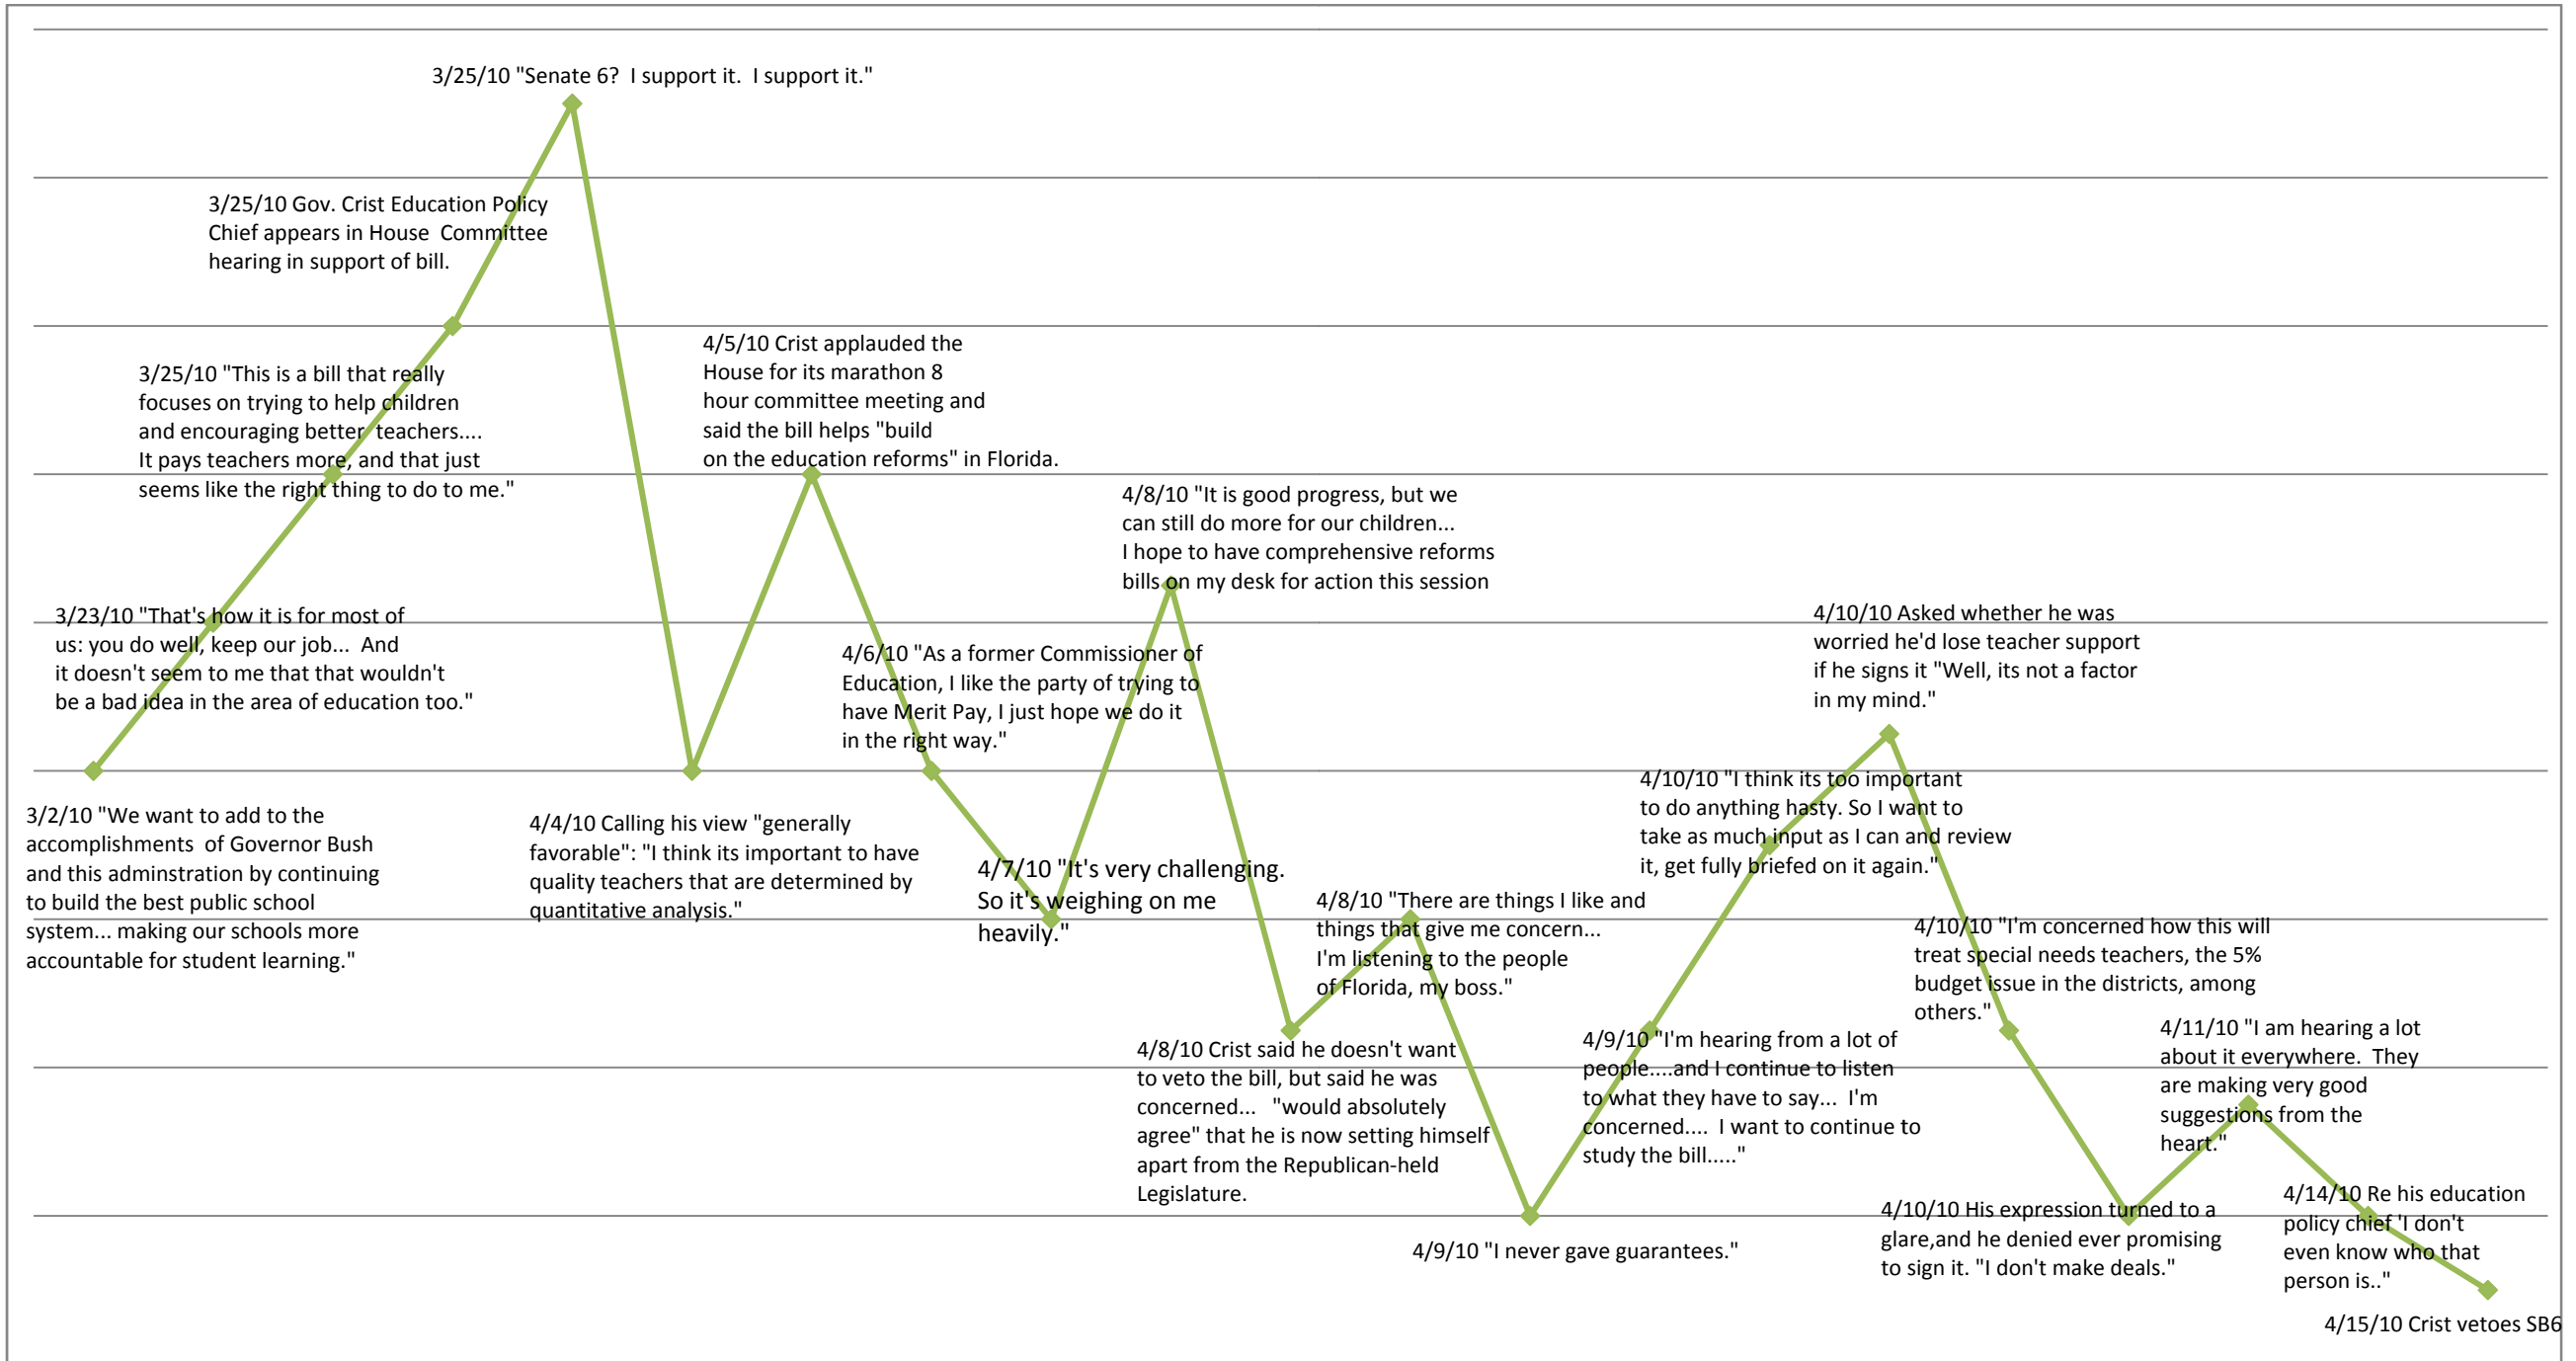 3/25/10 "Senate 6?  I support it.  I support it."
3/25/10 Gov. Crist Education Policy
Chief appears in House  Committee
hearing in support of bill.
3/25/10 "This is a bill that really
focuses on trying to help children
and encouraging better  teachers....
It pays teachers more, and that just
seems like the right thing to do to me."
3/23/10 "That's how it is for most of
us: you do well, keep our job...  And
it doesn't seem to me that that wouldn't
be a bad idea in the area of education too."
3/2/10 "We want to add to the
accomplishments  of Governor Bush
and this adminstration by continuing
to build the best public school
system... making our schools more
accountable for student learning."
4/4/10 Calling his view "generally
favorable": "I think its important to have
quality teachers that are determined by
quantitative analysis."
4/5/10 Crist applauded the
House for its marathon 8
hour committee meeting and
said the bill helps "build
on the education reforms" in Florida.
4/6/10 "As a former Commissioner of
Education, I like the party of trying to
have Merit Pay, I just hope we do it
in the right way."
4/7/10  "It's very challenging.
So it's weighing on me
heavily."
4/8/10 "It is good progress, but we
can still do more for our children...
I hope to have comprehensive reforms
bills on my desk for action this session
4/8/10 Crist said he doesn't want
to veto the bill, but said he was
concerned...   "would absolutely
agree" that he is now setting himself
apart from the Republican-held
Legislature.
4/8/10 "There are things I like and
things that give me concern...
I'm listening to the people
of Florida, my boss."
4/9/10 "I never gave guarantees."
4/9/10 "I'm hearing from a lot of
people....and I continue to listen
to what they have to say...  I'm
concerned....  I want to continue to
study the bill....."
4/10/10 "I think its too important
to do anything hasty. So I want to
take as much input as I can and review
it, get fully briefed on it again."
4/10/10 Asked whether he was
worried he'd lose teacher support
if he signs it "Well, its not a factor
in my mind."
4/10/10 "I'm concerned how this will
treat special needs teachers, the 5%
budget issue in the districts, among
others."
4/10/10 His expression turned to a
glare,and he denied ever promising
to sign it. "I don't make deals."
4/11/10 "I am hearing a lot
about it everywhere.  They
are making very good
suggestions from the
heart."
4/14/10 Re his education
policy chief 'I don't
even know who that
person is.."
4/15/10 Crist vetoes SB6